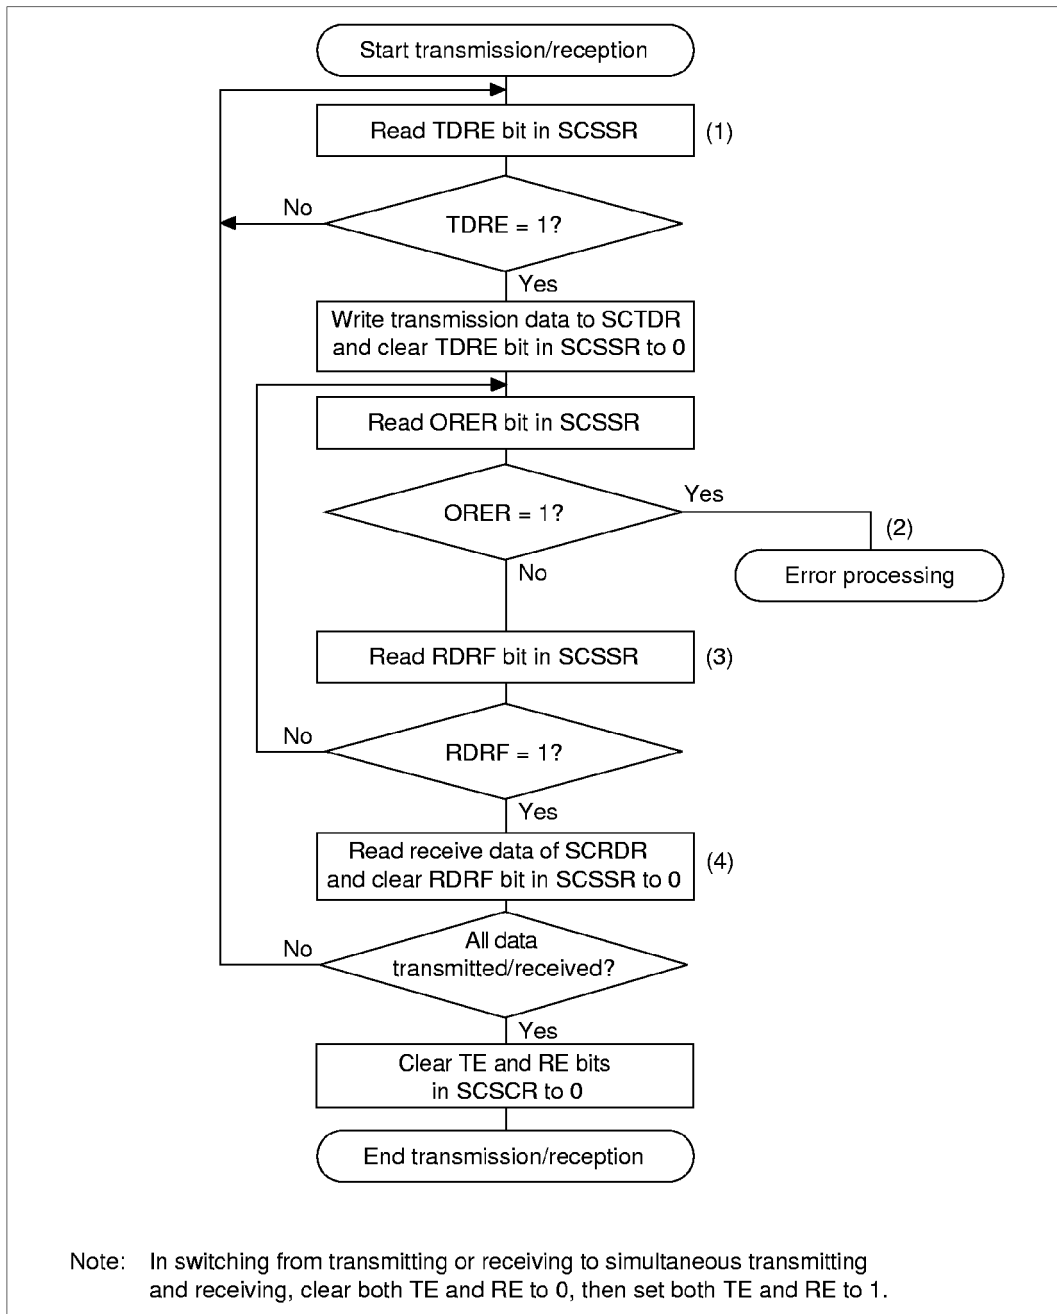 Start transmission/reception
Read TDRE bit in SCSSR
(1)
No
TDRE = 1?
Yes
Write transmission data to SCTDR
and clear TDRE bit in SCSSR to 0
Read ORER bit in SCSSR
ORER = 1?
Yes
(2)
No
Error processing
Read RDRF bit in SCSSR
(3)
No
RDRF = 1?
Yes
Read receive data of SCRDR
and clear RDRF bit in SCSSR to 0
(4)
No
All data
transmitted/received?
Yes
Clear TE and RE bits
in SCSCR to 0
End transmission/reception
Note: In switching from transmitting or receiving to simultaneous transmitting
and receiving, clear both TE and RE to 0, then set both TE and RE to 1.